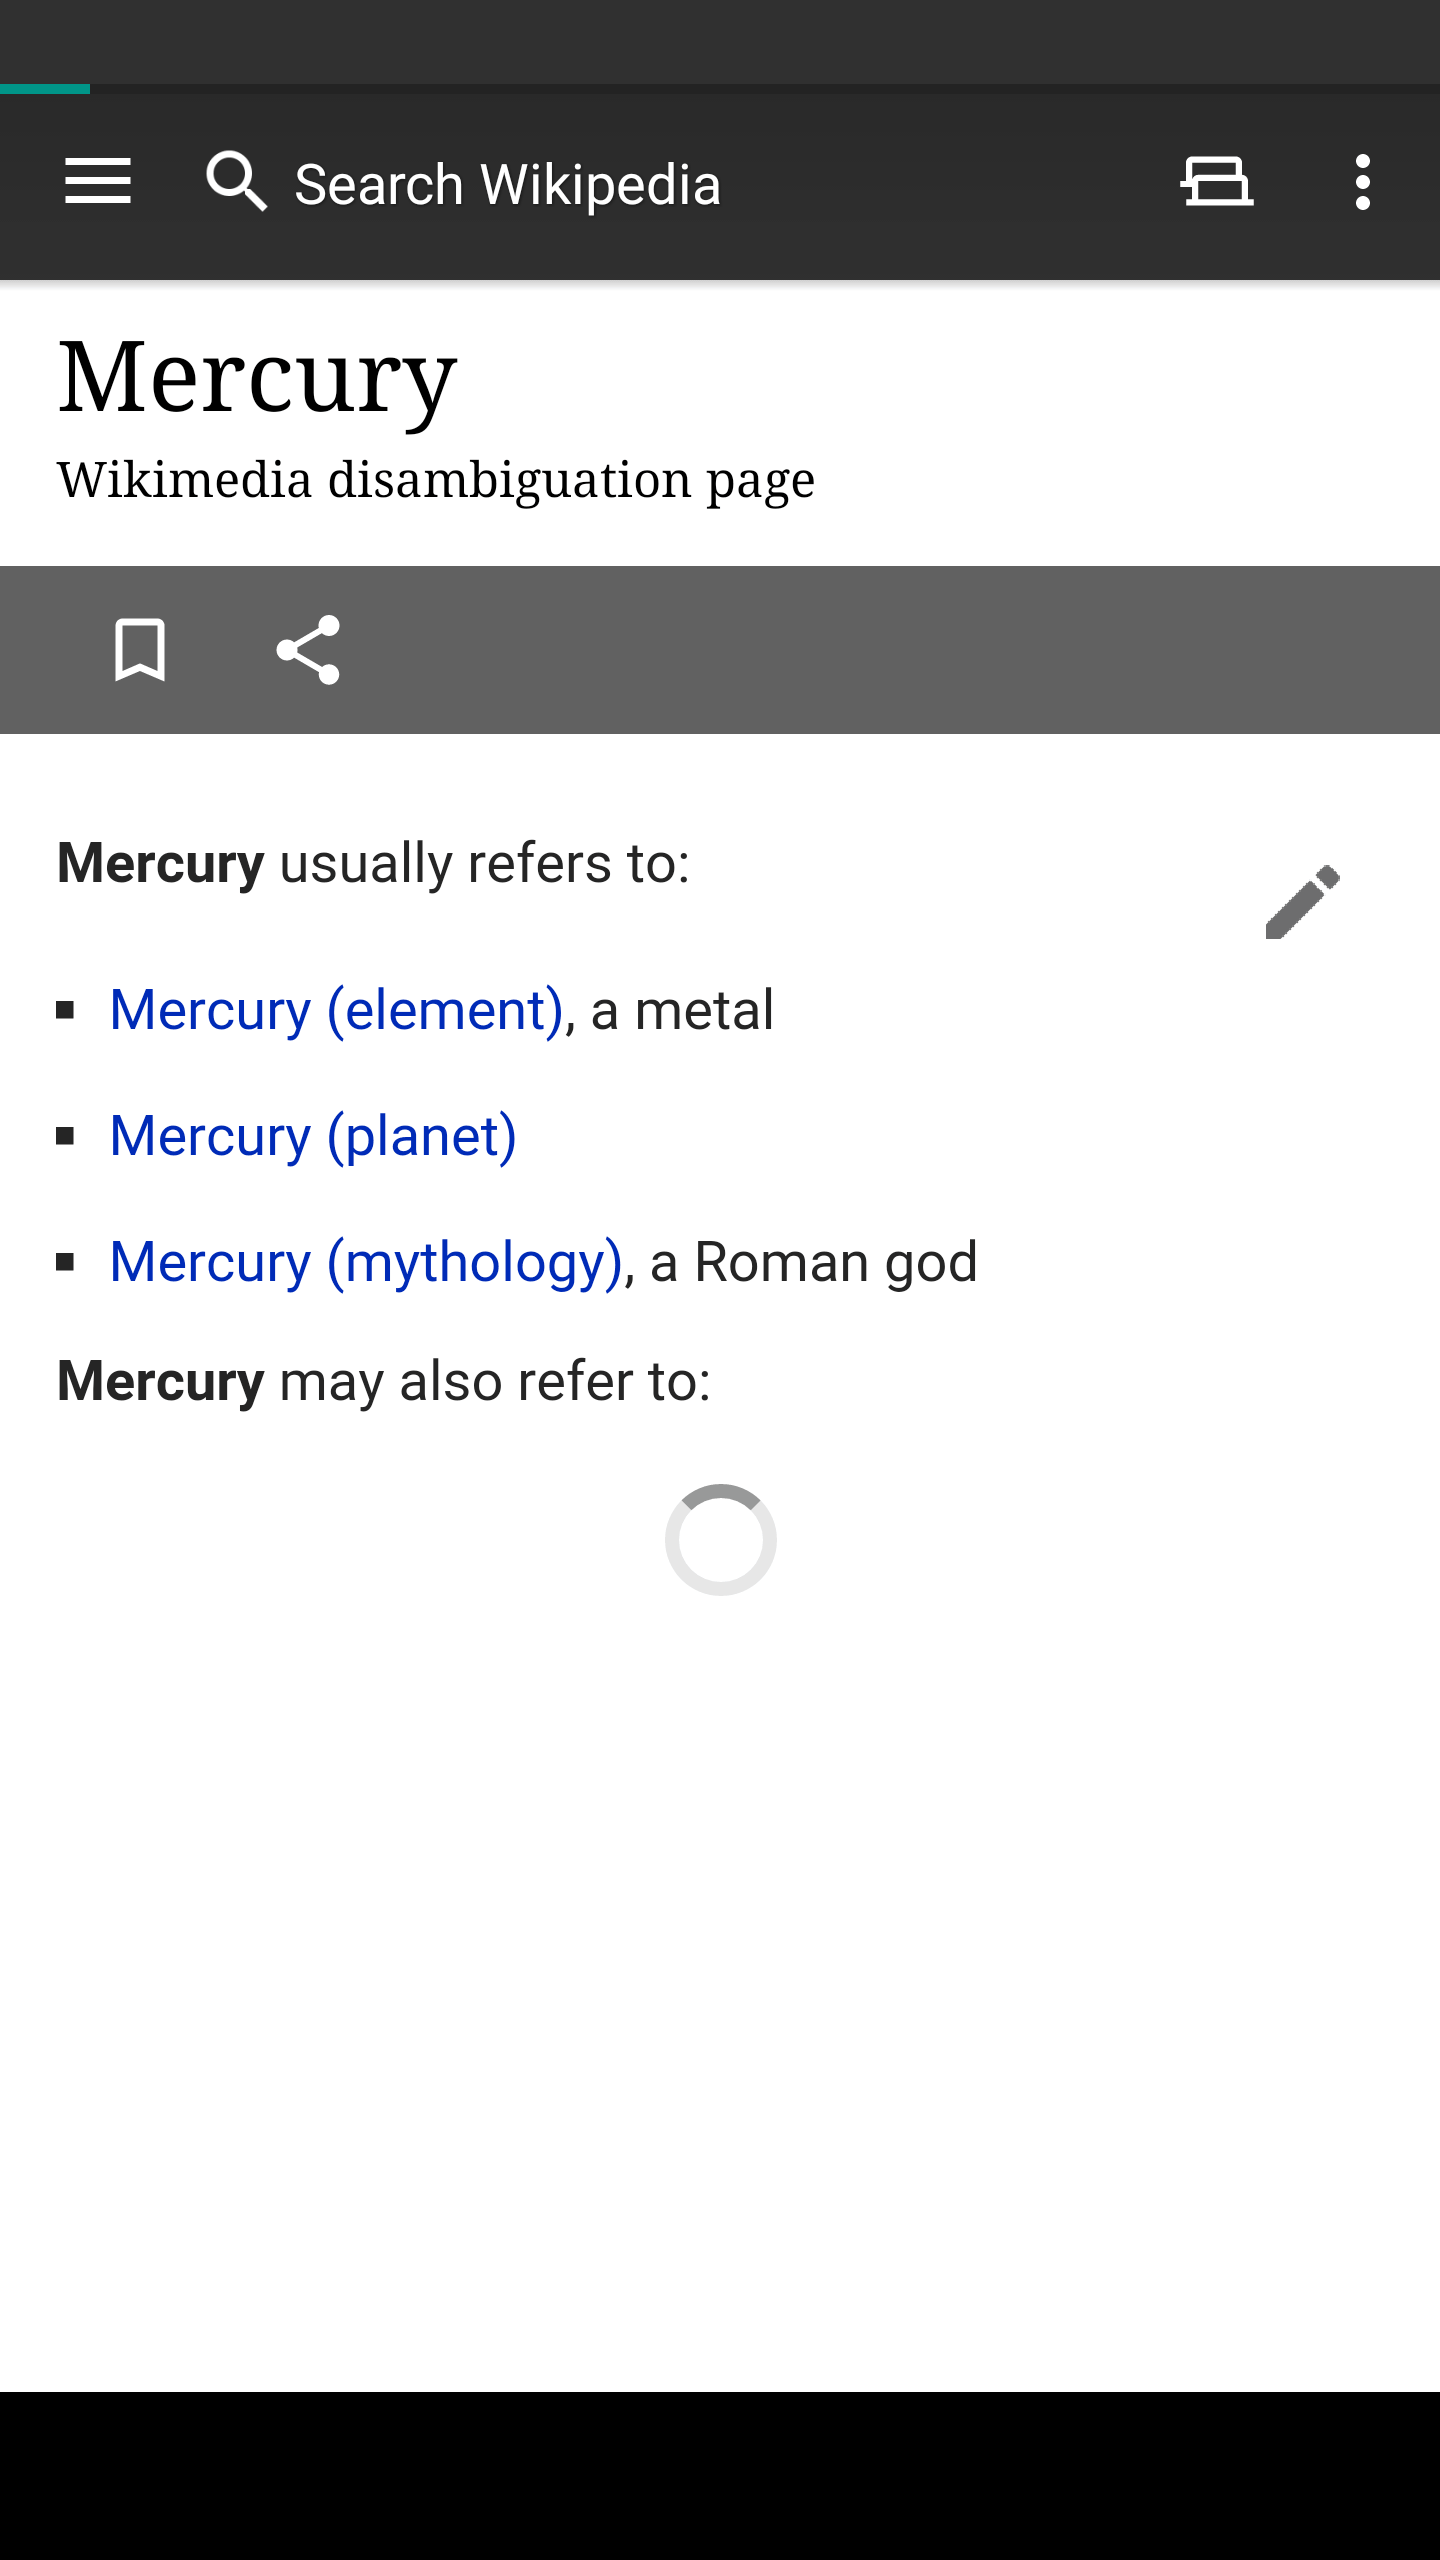 Search Wikipedia
Mercury
Wikimedia disambiguation page
Mercury usually refers to:
Mercury (element), a metal
Mercury (planet)
Mercury (mythology), a Roman god
Mercury may also refer to: